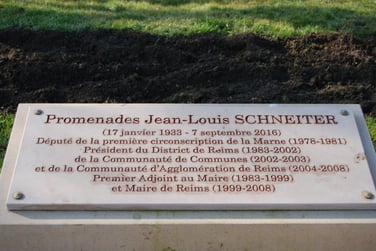 Promenades Jean-Louis SCHNEITER
(17 janvier 1933 - 7 septembre 2016)
Député de la première circonscription de la Marne (1978-1981)
Président du District de Reims (1983-2002)
de la Communauté de Communes (2002-2003)
et de la Communauté d'Agglomération de Reims (2004-2008)
Premier Adjoint au Maire (1983-1999)
et Maire de Reims (1999-2008)